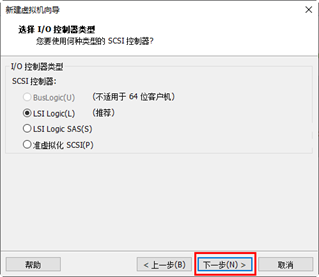 新建虚拟机向导
选择 I/O 控制器类型
您要使用何种类型的 SCSI 控制器?
I/O 控制器类型
SCSI 控制器:
BusLogic(U) (不适用于 64 位客户机)
LSI Logic(L) (推荐)
LSI Logic SAS(S)
准虚拟化 SCSI(P)
帮助 < 上一步(B) 下一步(N) > 取消